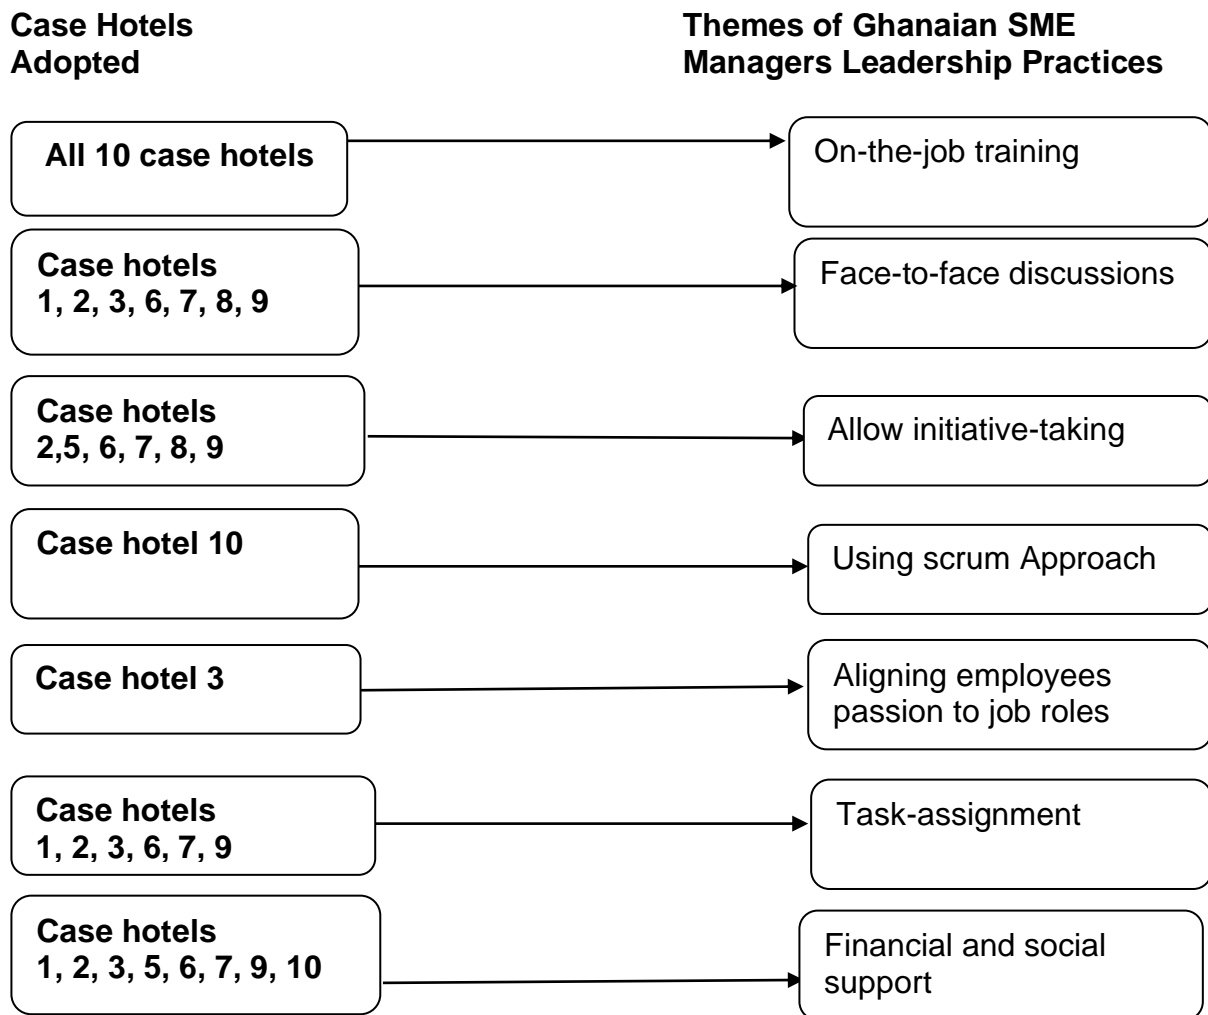 Case Hotels
Adopted
Themes of Ghanaian SME
Managers Leadership Practices
All 10 case hotels
On-the-job training
Case hotels
1, 2, 3, 6, 7, 8, 9
Face-to-face discussions
Case hotels
2,5, 6, 7, 8, 9
Allow initiative-taking
Case hotel 10
Using scrum Approach
Case hotel 3
Aligning employees
passion to job roles
Case hotels
1, 2, 3, 6, 7, 9
Task-assignment
Case hotels
1, 2, 3, 5, 6, 7, 9, 10
Financial and social
support